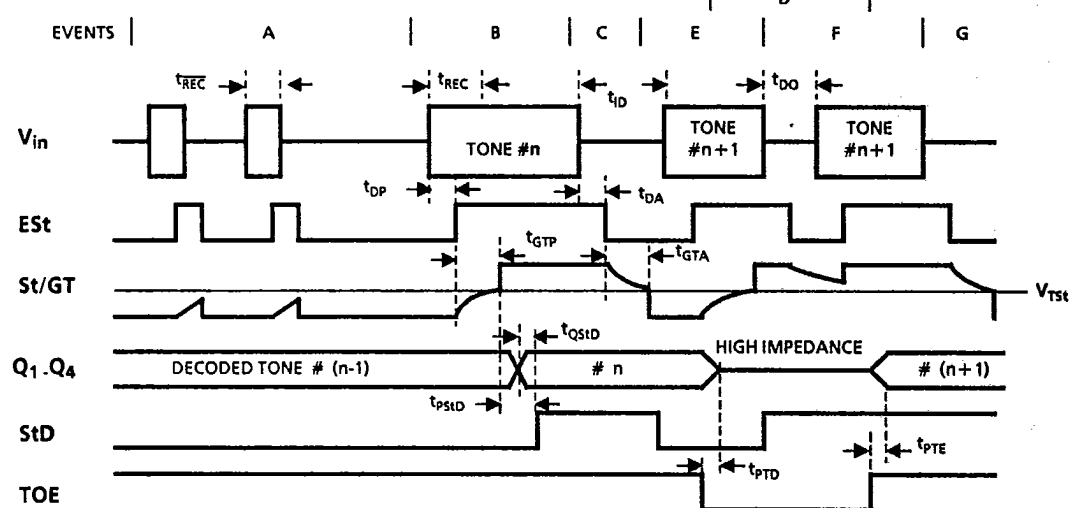 D
EVENTS A B C E F G
tREC tREC tID tDO
Vin TONE #n TONE #n+1 TONE #n+1
tDP tDA
ESt
tGTP tGTA
St/GT VTSt
tQStD
HIGH IMPEDANCE
Q1-Q4 DECODED TONE # (n-1) # n # (n+1)
tPStD
StD
tPTD tPTE
TOE